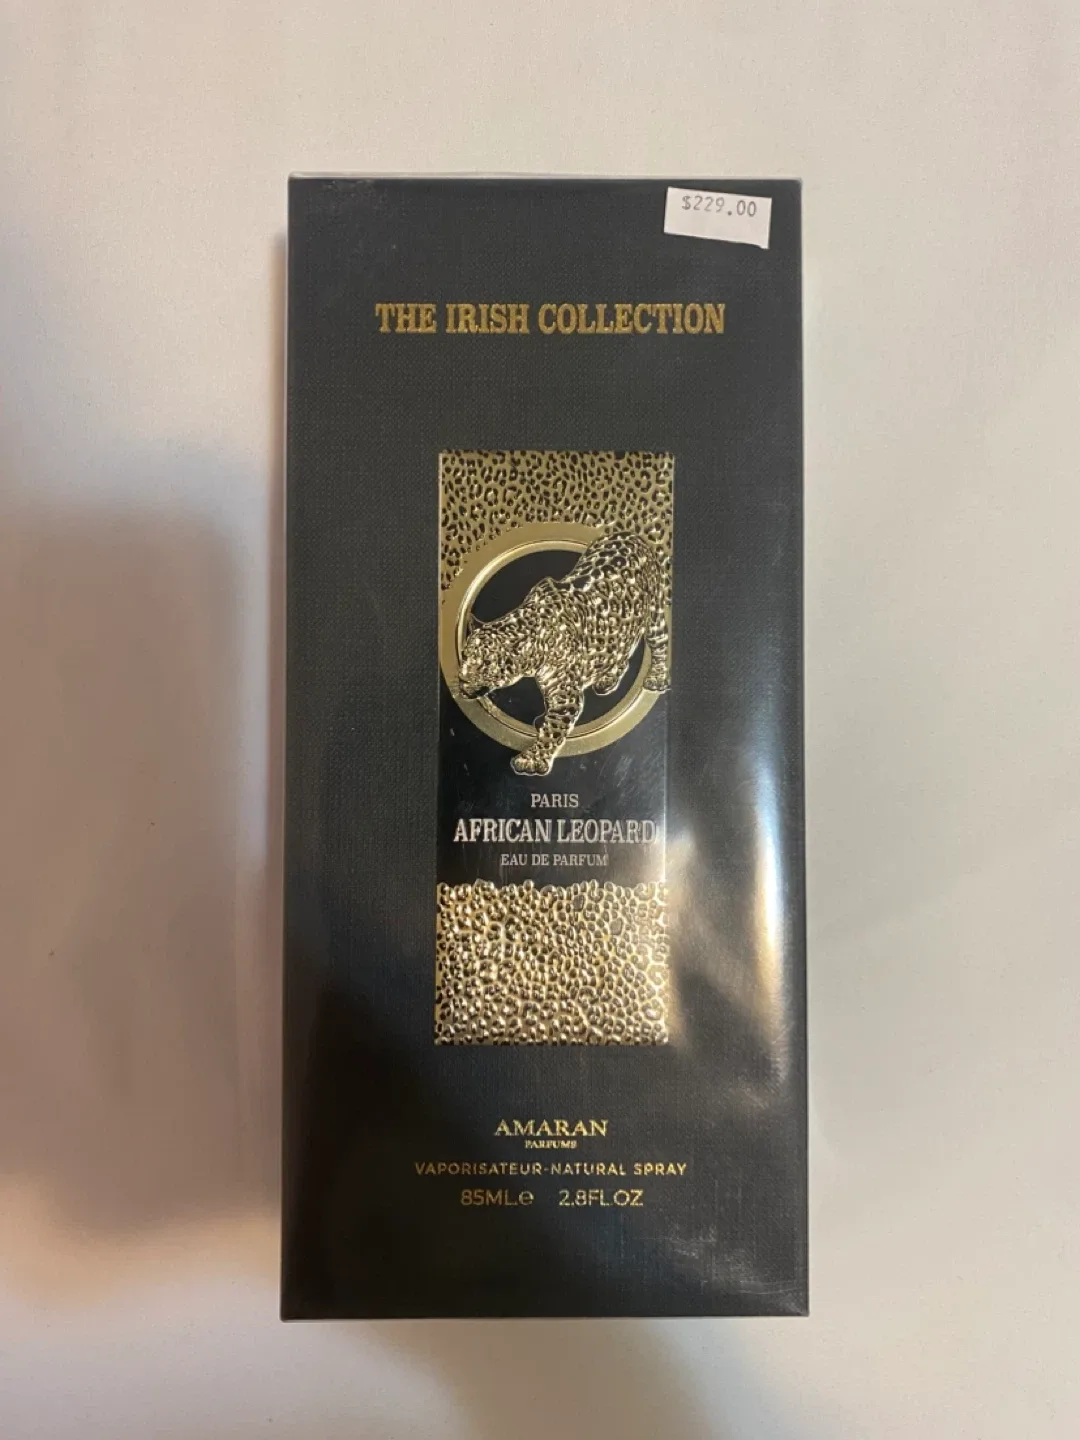 $229.00
THE IRISH COLLECTION
PARIS
AFRICAN LEOPARD
EAU DE PARFUM
AMARAN
PARFUMS
VAPORISATEUR-NATURAL SPRAY
85MLe 2.8FL.OZ